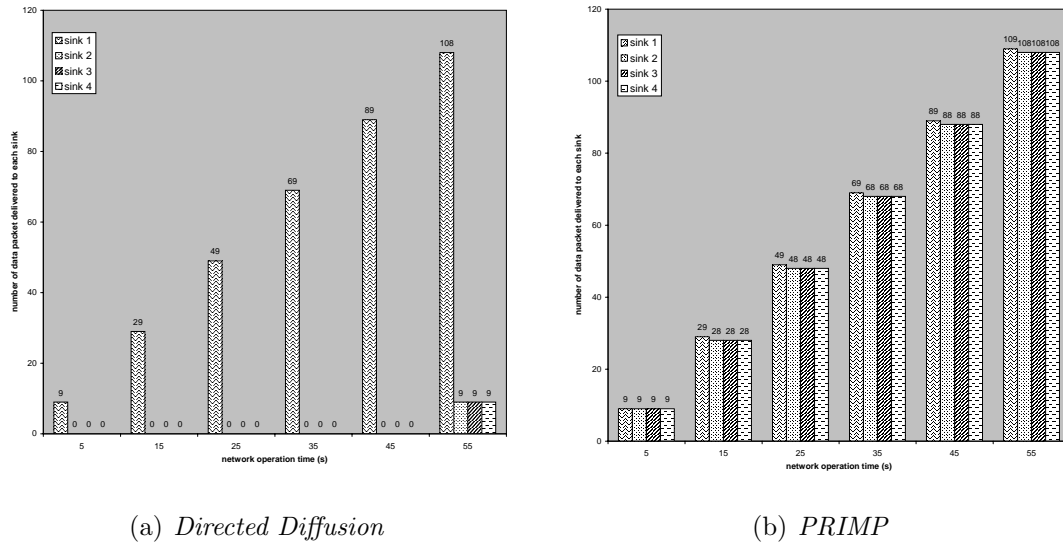 120
100
80
60
40
20
0
number of data packet delivered to each sink
sink 1
sink 2
sink 3
sink 4
9 0 0 0
29 0 0 0
49 0 0 0
69 0 0 0
89 0 0 0
108 9 9 9
5 15 25 35 45 55
network operation time (s)
(a) Directed Diffusion
120
100
80
60
40
20
0
number of data packet delivered to each sink
sink 1
sink 2
sink 3
sink 4
9 9 9 9
29 28 28 28
49 48 48 48
69 68 68 68
89 88 88 88
109 108 108 108
5 15 25 35 45 55
network operation time (s)
(b) PRIMP